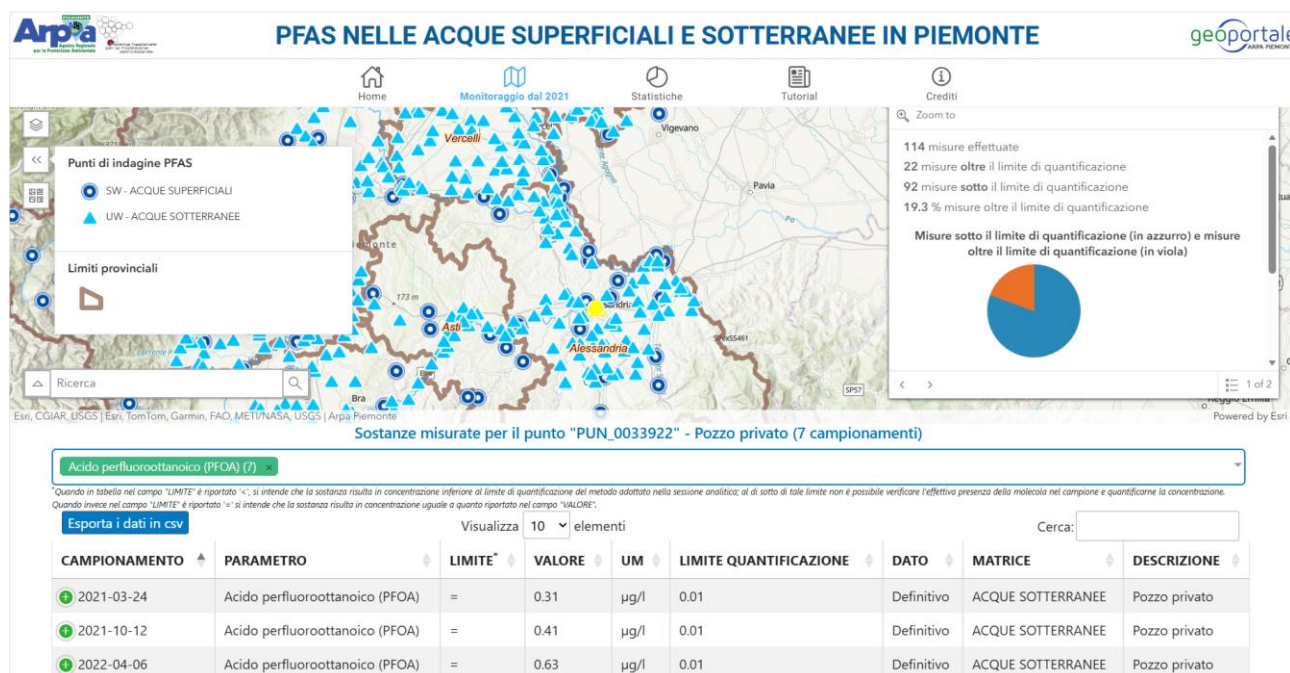 Arpa
PIEMONTE
Agenzia Regionale
per la Protezione Ambientale
PFAS NELLE ACQUE SUPERFICIALI E SOTTERRANEE IN PIEMONTE
geoportale
ARPA PIEMONTE
Home
Monitoraggio dal 2021
Statistiche
Tutorial
Crediti
Vercelli
Vigevano
Pavia
Po
173 m
Asti
Alessandria
Bra
SPexSS461
SP57
Reggio Emilia
Punti di indagine PFAS
SW - ACQUE SUPERFICIALI
UW - ACQUE SOTTERRANEE
Limiti provinciali
Ricerca
Zoom to
114 misure effettuate
22 misure oltre il limite di quantificazione
92 misure sotto il limite di quantificazione
19.3 % misure oltre il limite di quantificazione
Misure sotto il limite di quantificazione (in azzurro) e misure
oltre il limite di quantificazione (in viola)
1 of 2
Esri, CGIAR, USGS | Esri, TomTom, Garmin, FAO, METI/NASA, USGS | Arpa Piemonte
Powered by Esri
Sostanze misurate per il punto "PUN_0033922" - Pozzo privato (7 campionamenti)
Acido perfluoroottanoico (PFOA) (7) ×
*Quando in tabella nel campo "LIMITE" è riportato '<', si intende che la sostanza risulta in concentrazione inferiore al limite di quantificazione del metodo adottato nella sessione analitica; al di sotto di tale limite non è possibile verificare l'effettiva presenza della molecola nel campione e quantificarne la concentrazione.
Quando invece nel campo "LIMITE" è riportato '=' si intende che la sostanza risulta in concentrazione uguale a quanto riportato nel campo "VALORE".
Esporta i dati in csv
Visualizza 10 elementi
Cerca:
CAMPIONAMENTO PARAMETRO LIMITE* VALORE UM LIMITE QUANTIFICAZIONE DATO MATRICE DESCRIZIONE
2021-03-24 Acido perfluoroottanoico (PFOA) = 0.31 µg/l 0.01 Definitivo ACQUE SOTTERRANEE Pozzo privato
2021-10-12 Acido perfluoroottanoico (PFOA) = 0.41 µg/l 0.01 Definitivo ACQUE SOTTERRANEE Pozzo privato
2022-04-06 Acido perfluoroottanoico (PFOA) = 0.63 µg/l 0.01 Definitivo ACQUE SOTTERRANEE Pozzo privato